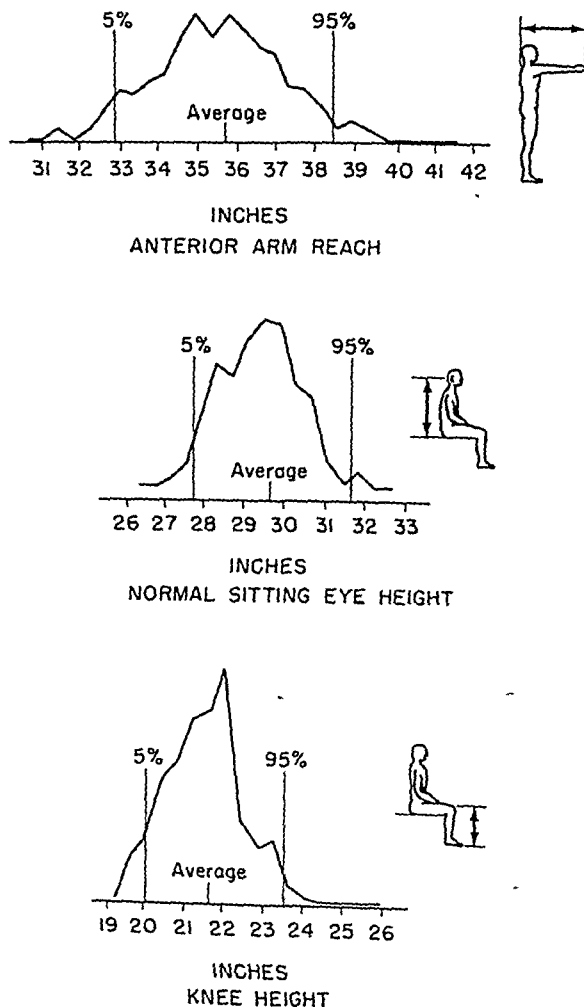 5% 95%
Average
31 32 33 34 35 36 37 38 39 40 41 42
INCHES
ANTERIOR ARM REACH
5% 95%
Average
26 27 28 29 30 31 32 33
INCHES
NORMAL SITTING EYE HEIGHT
5% 95%
Average
19 20 21 22 23 24 25 26
INCHES
KNEE HEIGHT